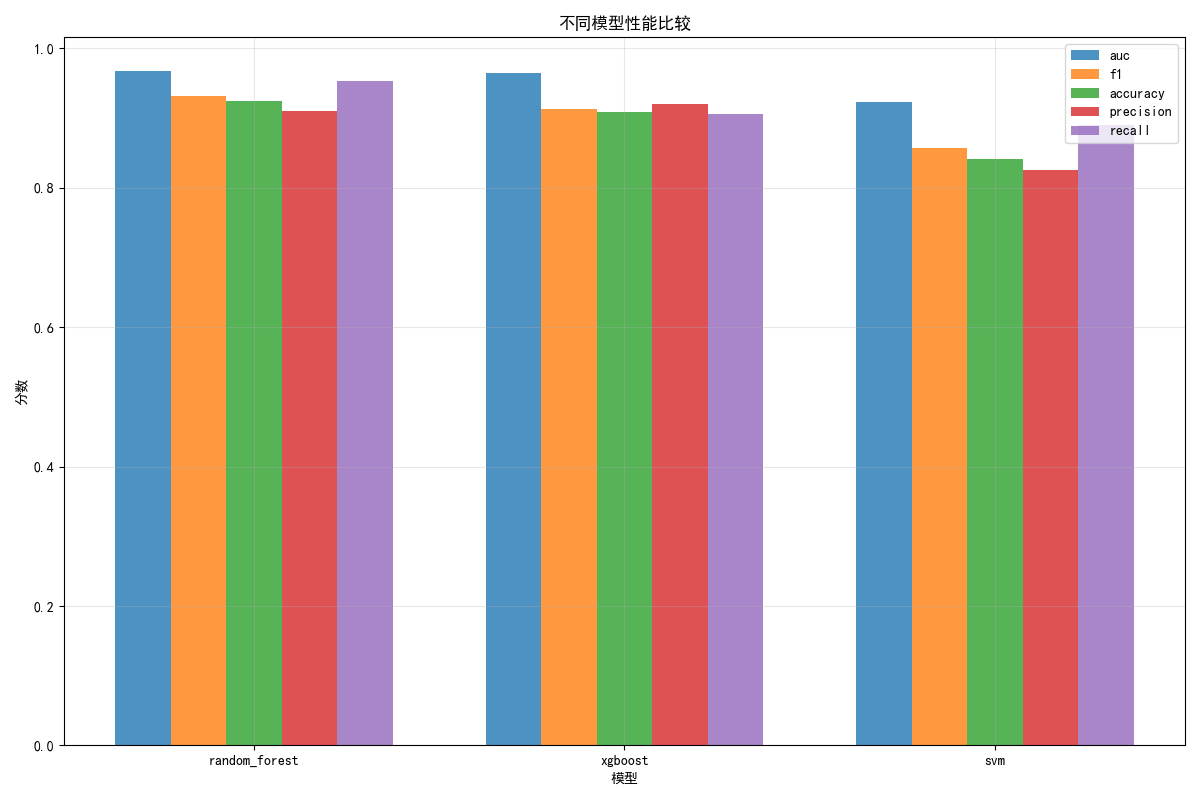 不同模型性能比较
1.0
0.8
0.6
0.4
0.2
0.0
分数
auc
f1
accuracy
precision
recall
random_forest
xgboost
svm
模型